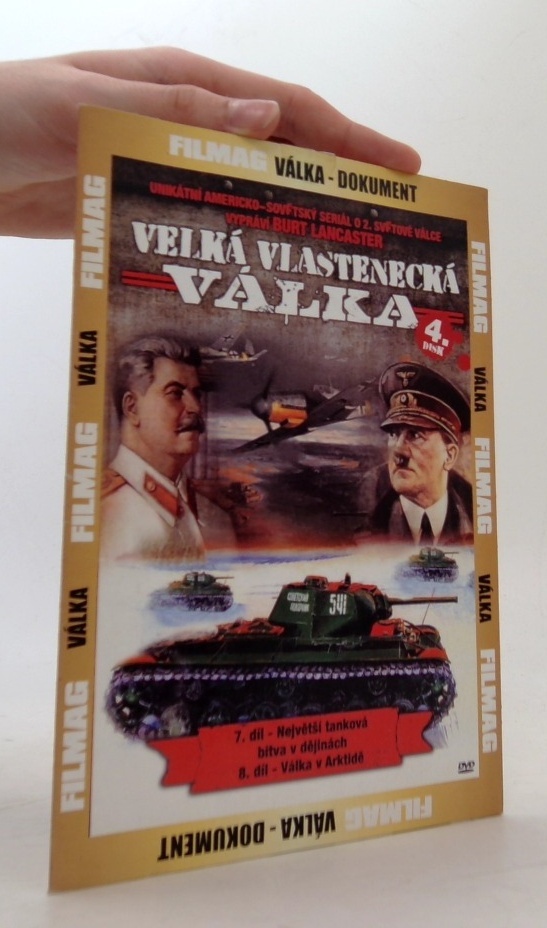 FILMAG VÁLKA - DOKUMENT
UNIKÁTNÍ AMERICKO-SOVĚTSKÝ SERIÁL O 2. SVĚTOVÉ VÁLCE
VYPRÁVÍ BURT LANCASTER
VELKÁ VLASTENECKÁ
VÁLKA
4.
DISK
541
7. díl - Největší tanková
bitva v dějinách
8. díl - Válka v Arktidě
DVD
FILMAG VÁLKA FILMAG VÁLKA FILMAG
FILMAG VÁLKA FILMAG VÁLKA FILMAG
FILMAG VÁLKA - DOKUMENT